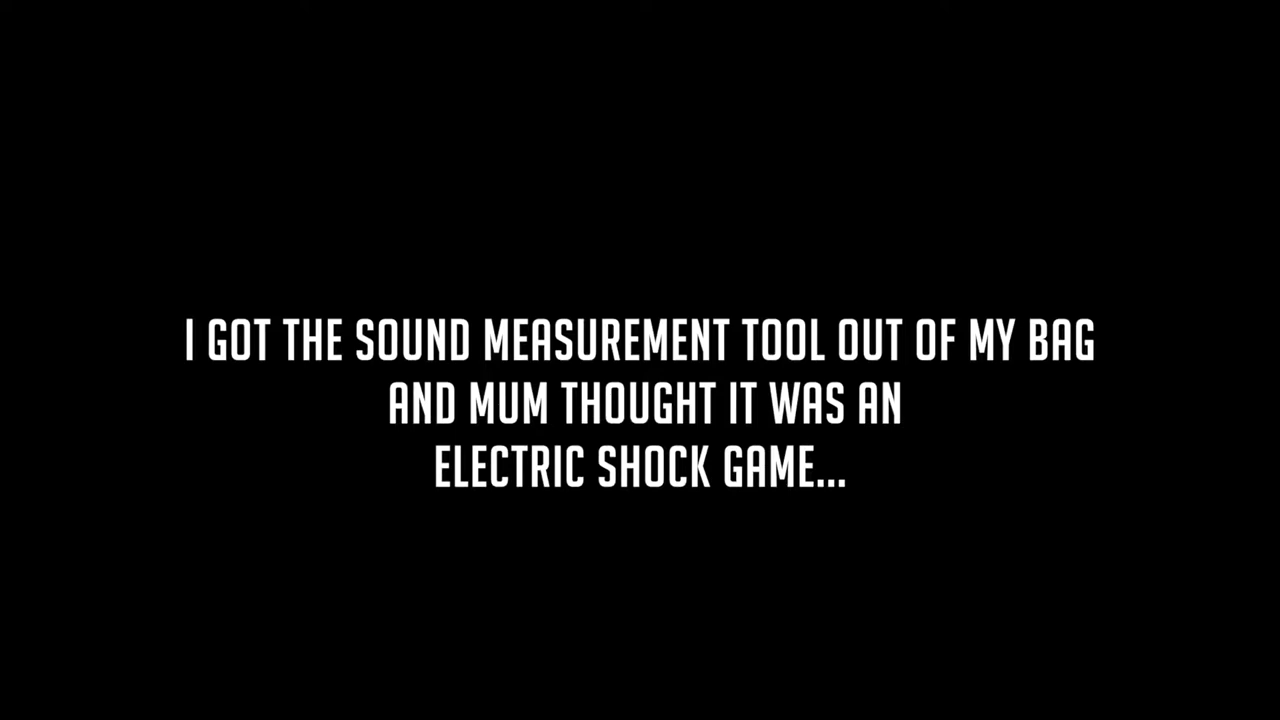 I GOT THE SOUND MEASUREMENT TOOL OUT OF MY BAG
AND MUM THOUGHT IT WAS AN
ELECTRIC SHOCK GAME...